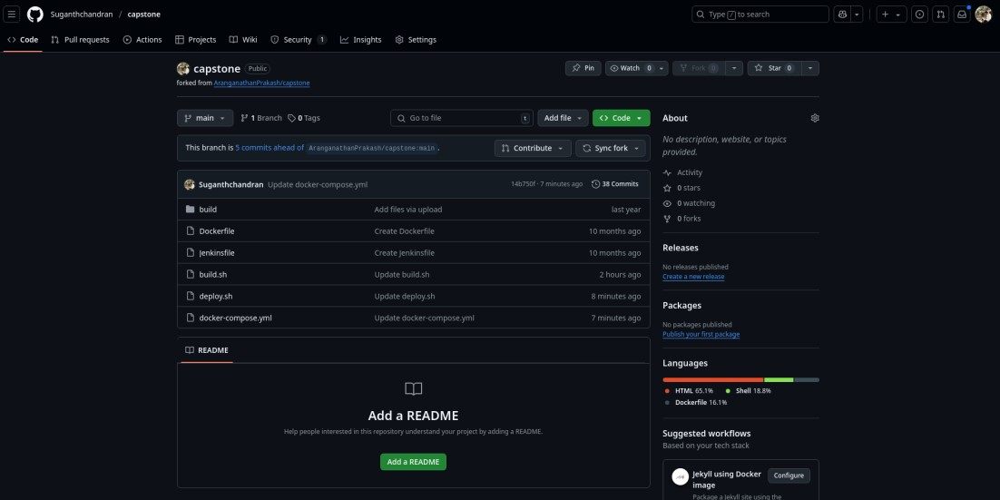 Suganthchandran / capstone
Type / to search
Code Pull requests Actions Projects Wiki Security 1 Insights Settings
capstone Public
forked from AranganathanPrakash/capstone
Pin Watch 0 Fork 0 Star 0
main 1 Branch 0 Tags
Go to file t Add file Code
This branch is 5 commits ahead of AranganathanPrakash/capstone:main .
Contribute Sync fork
Suganthchandran Update docker-compose.yml 14b750f · 7 minutes ago 38 Commits
build Add files via upload last year
Dockerfile Create Dockerfile 10 months ago
Jenkinsfile Create Jenkinsfile 10 months ago
build.sh Update build.sh 2 hours ago
deploy.sh Update deploy.sh 8 minutes ago
docker-compose.yml Update docker-compose.yml 7 minutes ago
README
Add a README
Help people interested in this repository understand your project by adding a README.
Add a README
About
No description, website, or topics
provided.
Activity
0 stars
0 watching
0 forks
Releases
No releases published
Create a new release
Packages
No packages published
Publish your first package
Languages
HTML 65.1% Shell 18.8%
Dockerfile 16.1%
Suggested workflows
Based on your tech stack
Jekyll using Docker
image
Configure
Package a Jekyll site using the